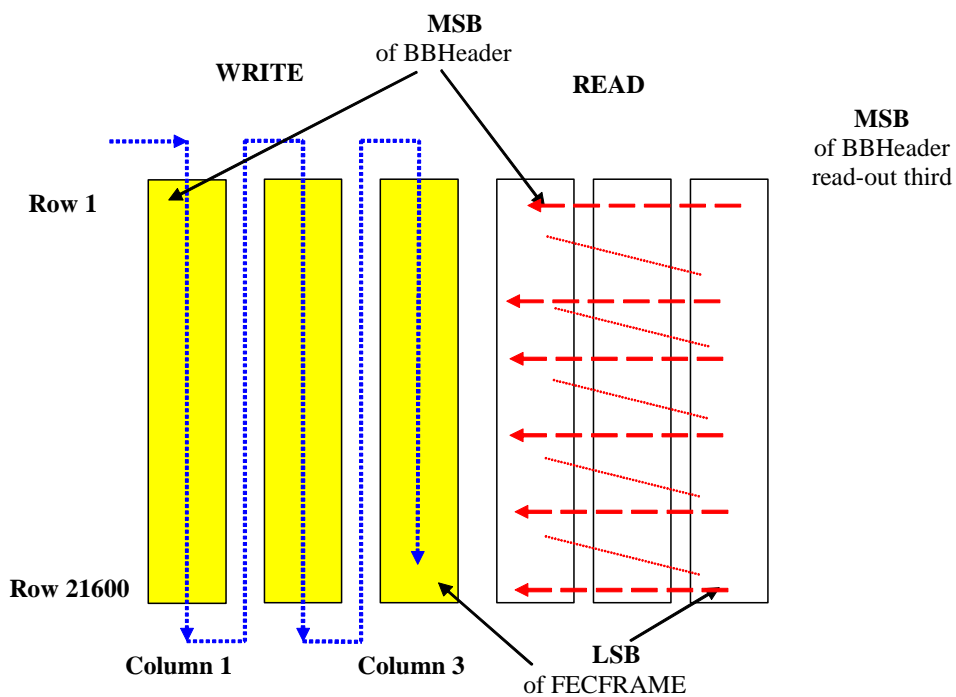 MSB
of BBHeader
WRITE
READ
MSB
of BBHeader
read-out third
Row 1
Row 21600
Column 1
Column 3
LSB
of FECFRAME